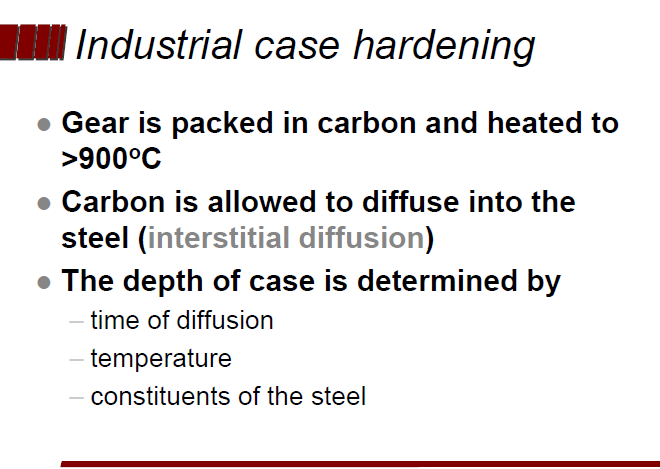 Industrial case hardening
● Gear is packed in carbon and heated to
>900ºC
● Carbon is allowed to diffuse into the
steel (interstitial diffusion)
● The depth of case is determined by
– time of diffusion
– temperature
– constituents of the steel